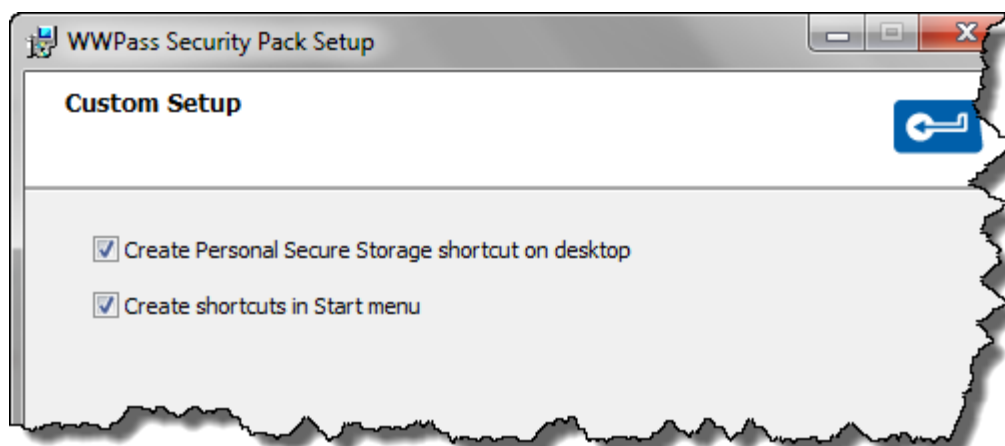 WWPass Security Pack Setup
Custom Setup
Create Personal Secure Storage shortcut on desktop
Create shortcuts in Start menu